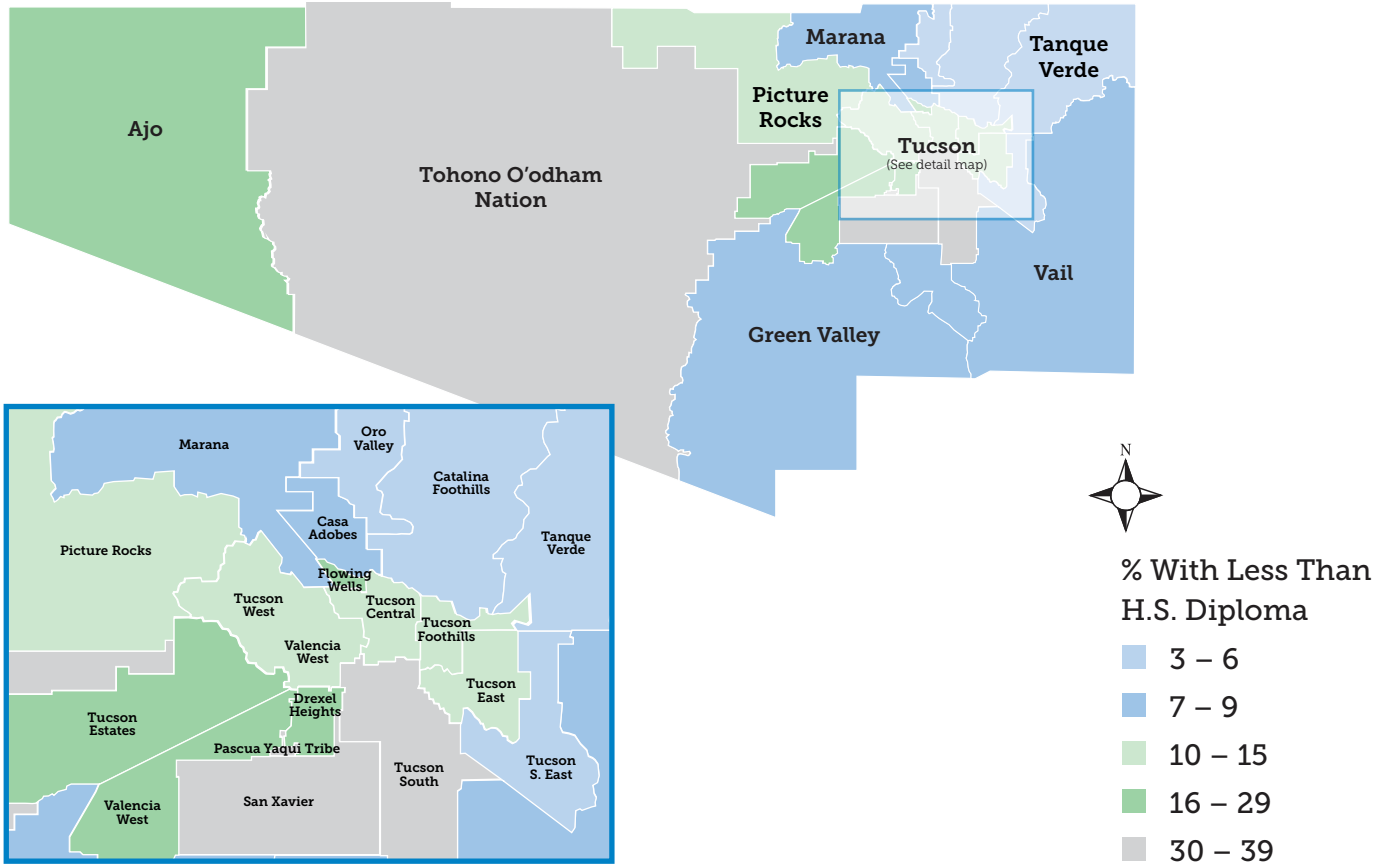 Marana
Tanque
Verde
Picture
Rocks
Ajo
Tucson
(See detail map)
Tohono O’odham
Nation
Vail
Green Valley
Marana
Oro
Valley
Catalina
Foothills
Casa
Adobes
Tanque
Verde
Picture Rocks
Flowing
Wells
Tucson
West
Tucson
Central
Tucson
Foothills
Valencia
West
Tucson
East
Drexel
Heights
Tucson
Estates
Pascua Yaqui Tribe
Tucson
S. East
Tucson
South
San Xavier
Valencia
West
N
% With Less Than
H.S. Diploma
3 – 6
7 – 9
10 – 15
16 – 29
30 – 39